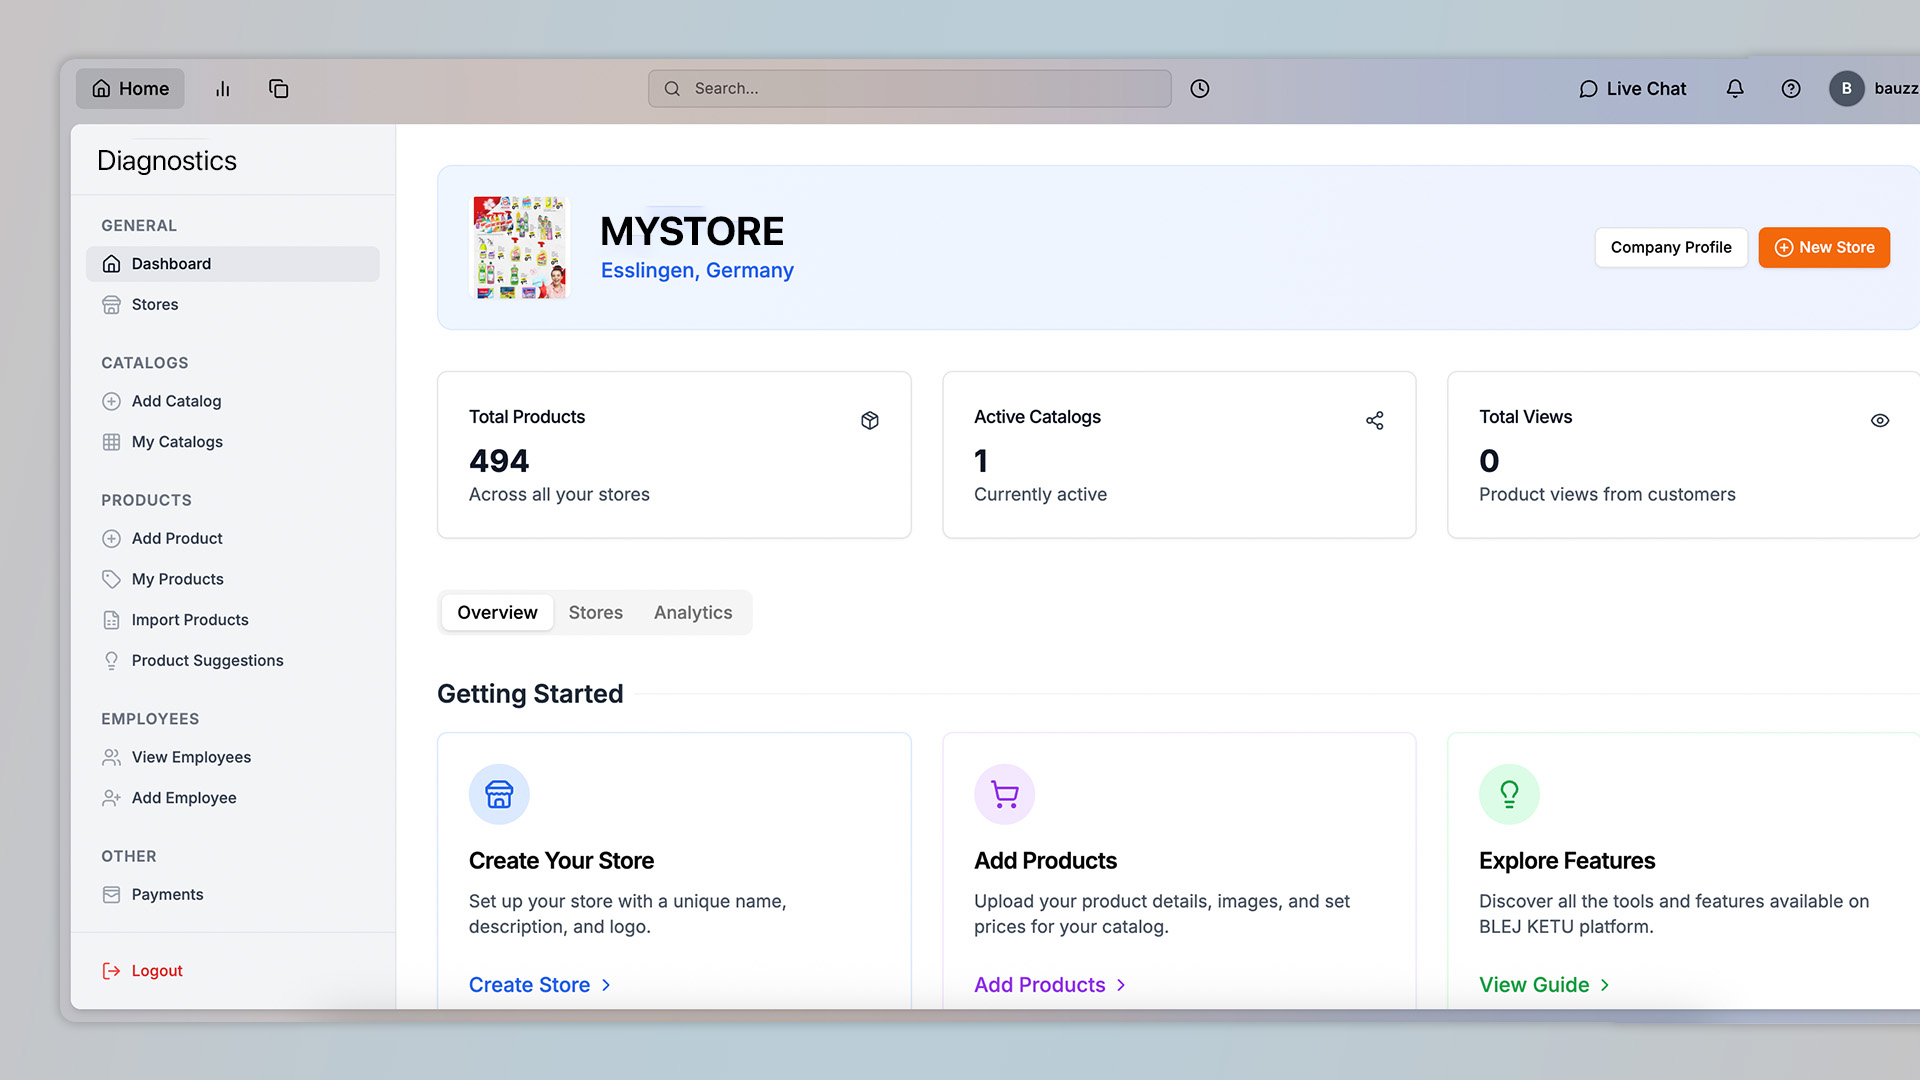 Home
Search...
Live Chat
B
bauzz
Diagnostics
GENERAL
Dashboard
Stores
CATALOGS
Add Catalog
My Catalogs
PRODUCTS
Add Product
My Products
Import Products
Product Suggestions
EMPLOYEES
View Employees
Add Employee
OTHER
Payments
Logout
MYSTORE
Esslingen, Germany
Company Profile
New Store
Total Products
494
Across all your stores
Active Catalogs
1
Currently active
Total Views
0
Product views from customers
Overview
Stores
Analytics
Getting Started
Create Your Store
Set up your store with a unique name,
description, and logo.
Create Store
Add Products
Upload your product details, images, and set
prices for your catalog.
Add Products
Explore Features
Discover all the tools and features available on
BLEJ KETU platform.
View Guide